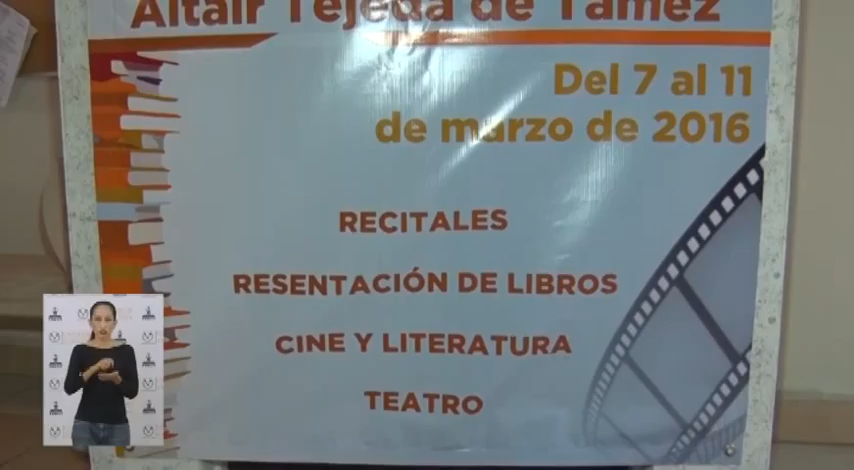 Altair Tejeda de Tamez
Del 7 al 11
de marzo de 2016
RECITALES
RESENTACIÓN DE LIBROS
CINE Y LITERATURA
TEATRO